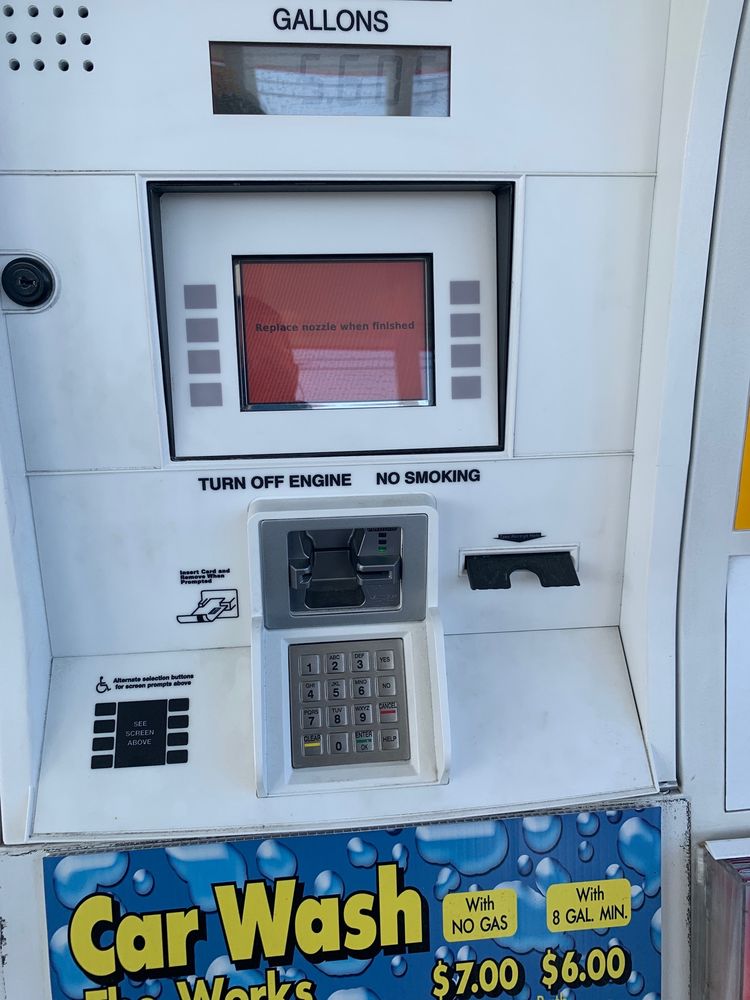 GALLONS
Replace nozzle when finished
TURN OFF ENGINE NO SMOKING
Insert Card and
Remove When
Prompted
Alternate selection buttons
for screen prompts above
SEE
SCREEN
ABOVE
1 ABC 2 DEF 3 YES
GHI 4 JKL 5 MNO 6 NO
PQRS 7 TUV 8 WXYZ 9 CANCEL
CLEAR 0 ENTER OK HELP
Car Wash
The Works
With
NO GAS
$7.00
With
8 GAL. MIN.
$6.00